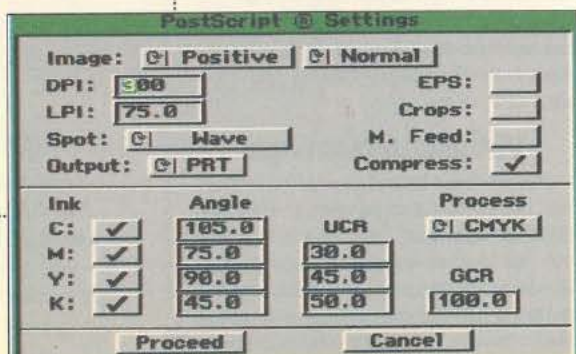 PostScript ® Settings
Image: Positive Normal
DPI: 300 EPS:
LPI: 75.0 Crops:
Spot: Wave M. Feed:
Output: PRT Compress: ✓
Ink Angle Process
C: ✓ 105.0 UCR CMYK
M: ✓ 75.0 30.0
Y: ✓ 90.0 45.0 GCR
K: ✓ 45.0 50.0 100.0
Proceed Cancel